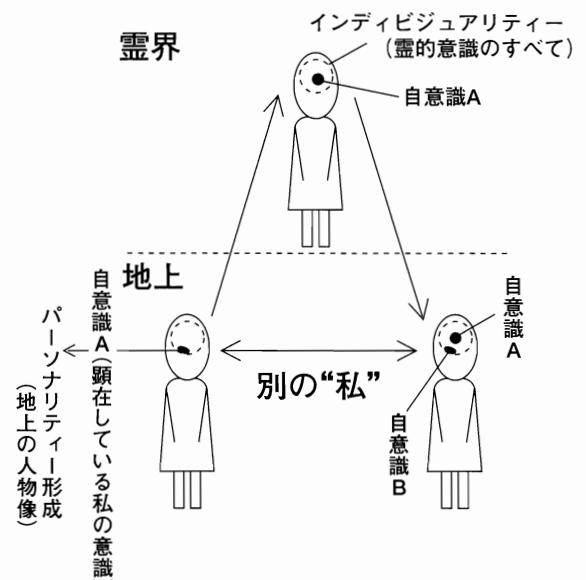 霊界
インディビジュアリティー
（霊的意識のすべて）
自意識A
地上
自意識A（顕在している私の意識
パーソナリティー形成
（地上の人物像）
別の“私”
自意識A
自意識B